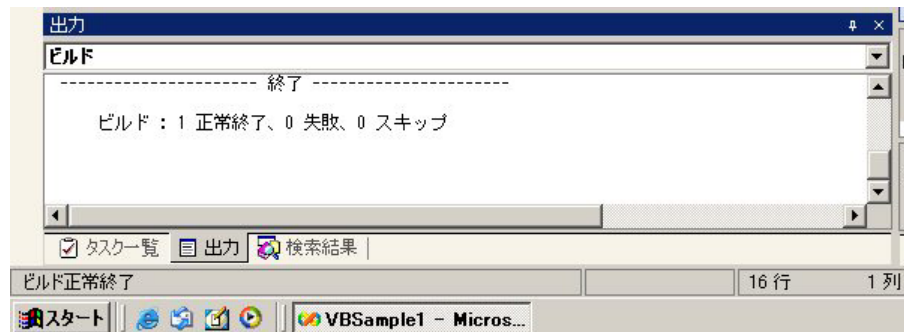 出力
ビルド
---------------------- 終了 ----------------------
ビルド : 1 正常終了、0 失敗、0 スキップ
タスク一覧 出力 検索結果
ビルド正常終了 16 行 1 列
スタート VBSample1 - Micros...